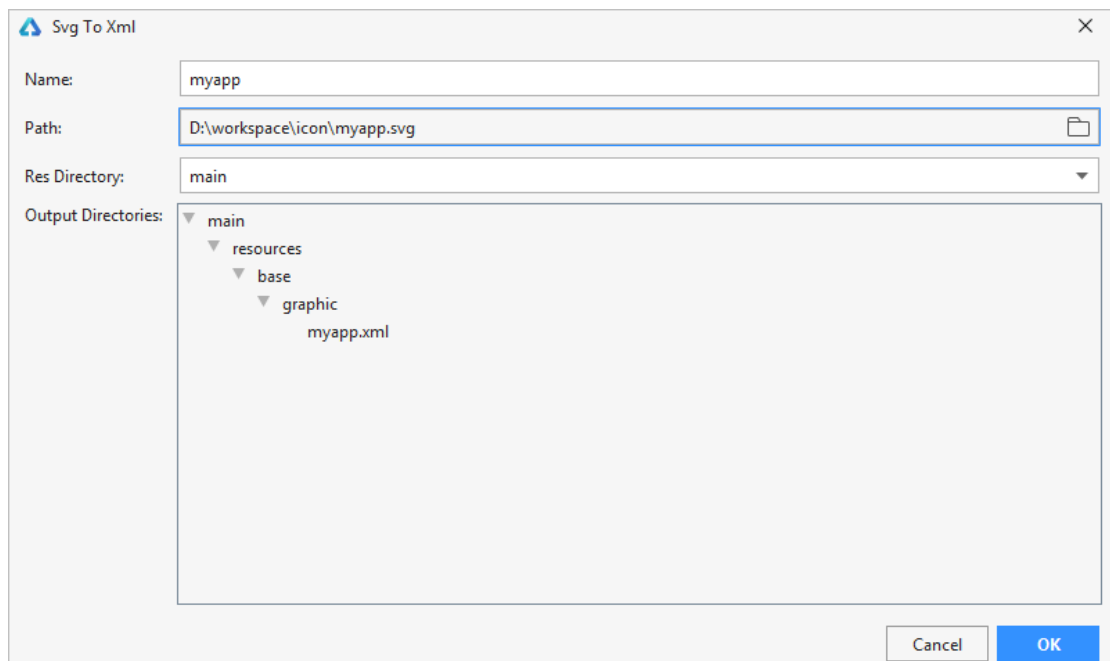 Svg To Xml
Name: myapp
Path: D:\workspace\icon\myapp.svg
Res Directory: main
Output Directories: main
resources
base
graphic
myapp.xml
Cancel OK